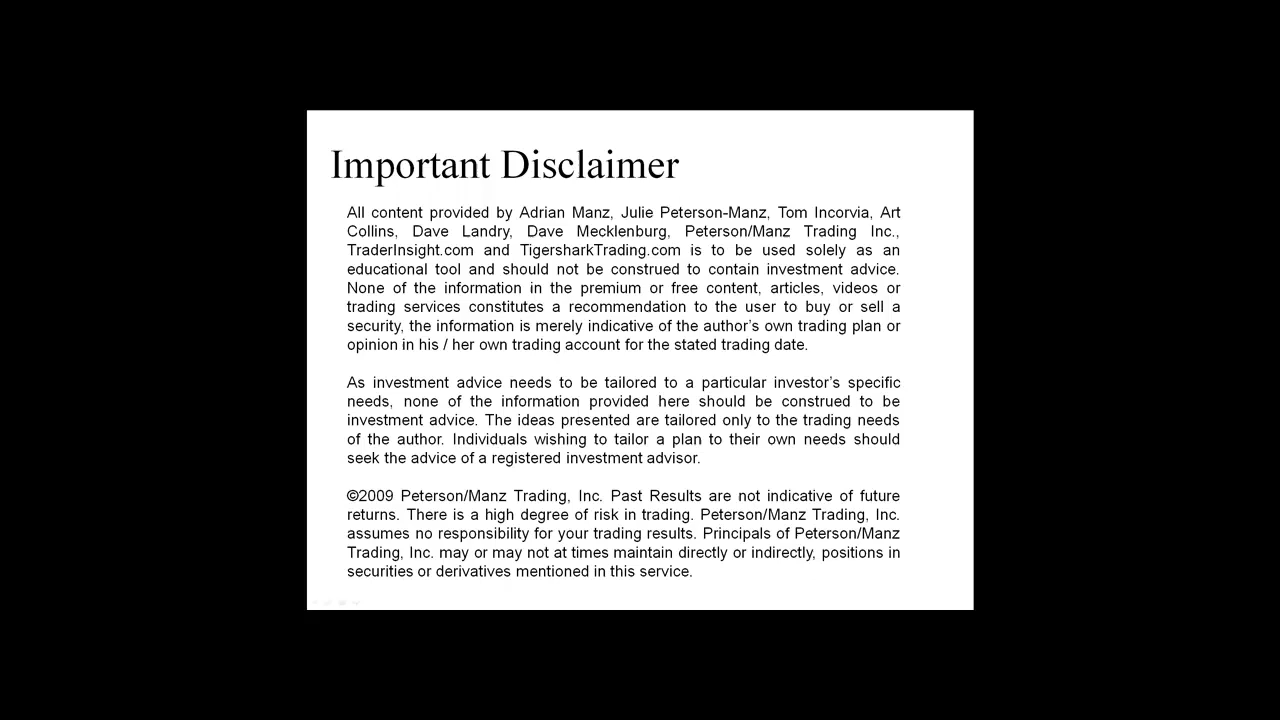 Important Disclaimer
All content provided by Adrian Manz, Julie Peterson-Manz, Tom Incorvia, Art
Collins, Dave Landry, Dave Mecklenburg, Peterson/Manz Trading Inc.,
TraderInsight.com and TigersharkTrading.com is to be used solely as an
educational tool and should not be construed to contain investment advice.
None of the information in the premium or free content, articles, videos or
trading services constitutes a recommendation to the user to buy or sell a
security, the information is merely indicative of the author’s own trading plan or
opinion in his / her own trading account for the stated trading date.
As investment advice needs to be tailored to a particular investor’s specific
needs, none of the information provided here should be construed to be
investment advice. The ideas presented are tailored only to the trading needs
of the author. Individuals wishing to tailor a plan to their own needs should
seek the advice of a registered investment advisor.
©2009 Peterson/Manz Trading, Inc. Past Results are not indicative of future
returns. There is a high degree of risk in trading. Peterson/Manz Trading, Inc.
assumes no responsibility for your trading results. Principals of Peterson/Manz
Trading, Inc. may or may not at times maintain directly or indirectly, positions in
securities or derivatives mentioned in this service.